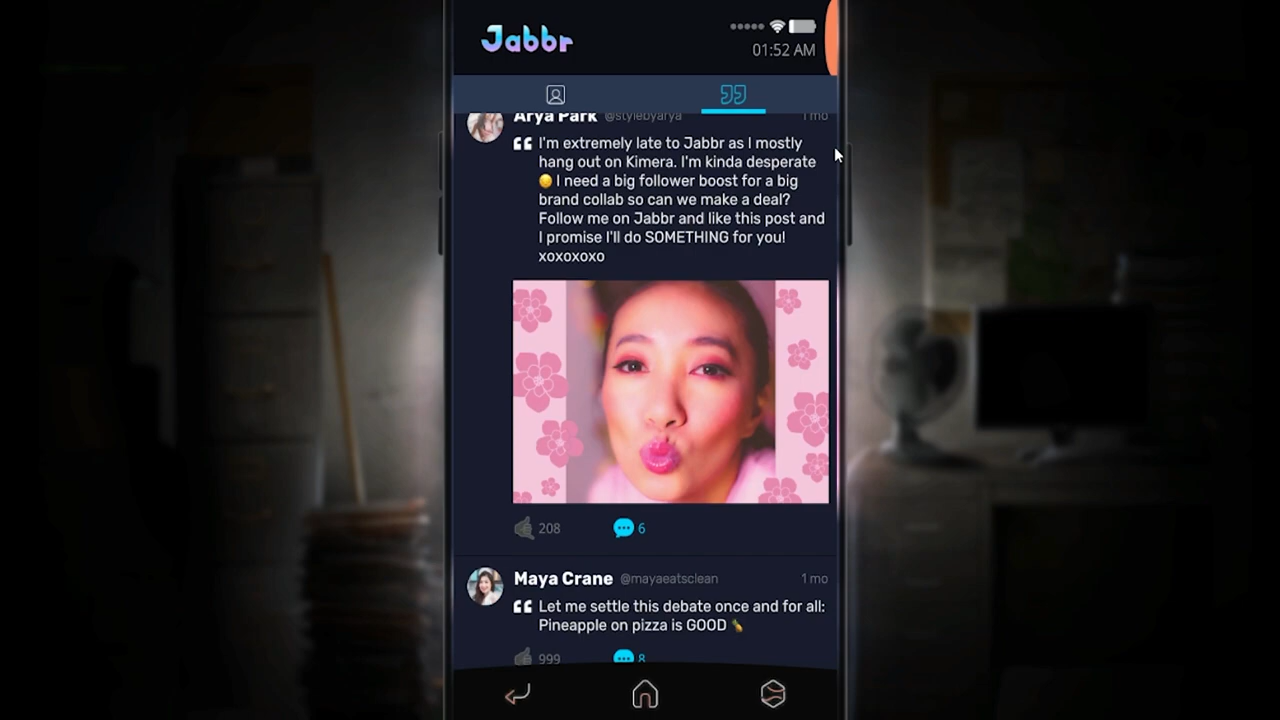 Jabbr
01:52 AM
Arya Park @stylebyarya 1 mo
I'm extremely late to Jabbr as I mostly
hang out on Kimera. I'm kinda desperate
I need a big follower boost for a big
brand collab so can we make a deal?
Follow me on Jabbr and like this post and
I promise I'll do SOMETHING for you!
xoxoxoxo
208 6
Maya Crane @mayaeatsclean 1 mo
Let me settle this debate once and for all:
Pineapple on pizza is GOOD 🍍
999 8